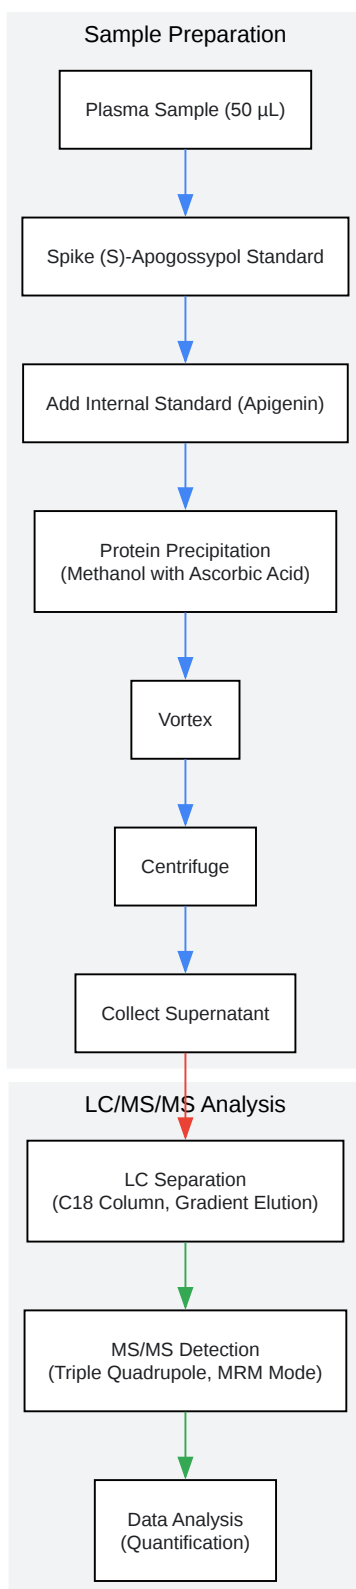 Sample Preparation
Plasma Sample (50 µL)
Spike (S)-Apogossypol Standard
Add Internal Standard (Apigenin)
Protein Precipitation
(Methanol with Ascorbic Acid)
Vortex
Centrifuge
Collect Supernatant
LC/MS/MS Analysis
LC Separation
(C18 Column, Gradient Elution)
MS/MS Detection
(Triple Quadrupole, MRM Mode)
Data Analysis
(Quantification)